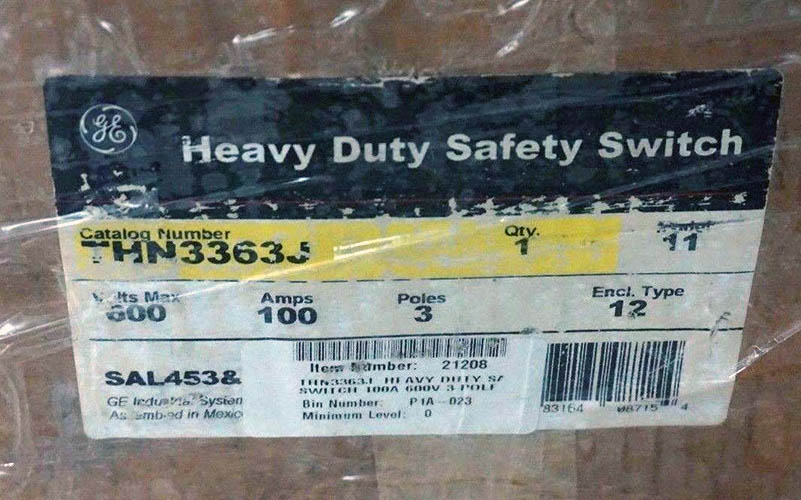 GE
Heavy Duty Safety Switch
Catalog Number Qty. Model
THN3363J 1 11
Volts Max Amps Poles Encl. Type
600 100 3 12
Item Number: 21208
THN3363J HEAVY DUTY SA
SWITCH 100A 600V 3 POLE
Bin Number: P1A-023
Minimum Level: 0
SAL453&
GE Industrial System
Assembled in Mexico
83164 08715 4